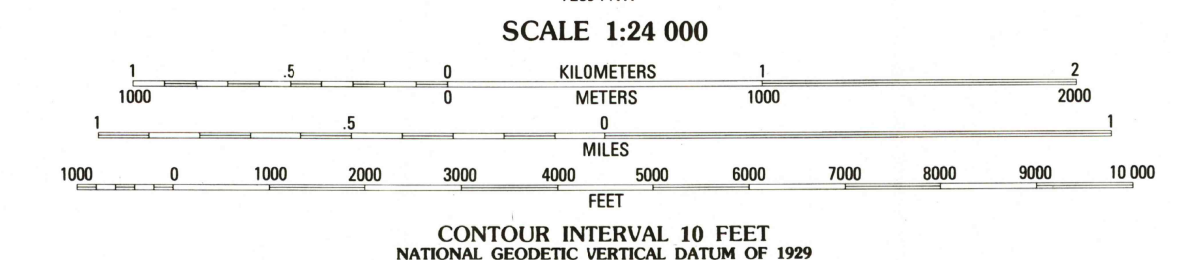 SCALE 1:24 000
1 .5 0 KILOMETERS 1 2
1000 0 METERS 1000 2000
1 .5 0 1
MILES
1000 0 1000 2000 3000 4000 5000 6000 7000 8000 9000 10 000
FEET
CONTOUR INTERVAL 10 FEET
NATIONAL GEODETIC VERTICAL DATUM OF 1929